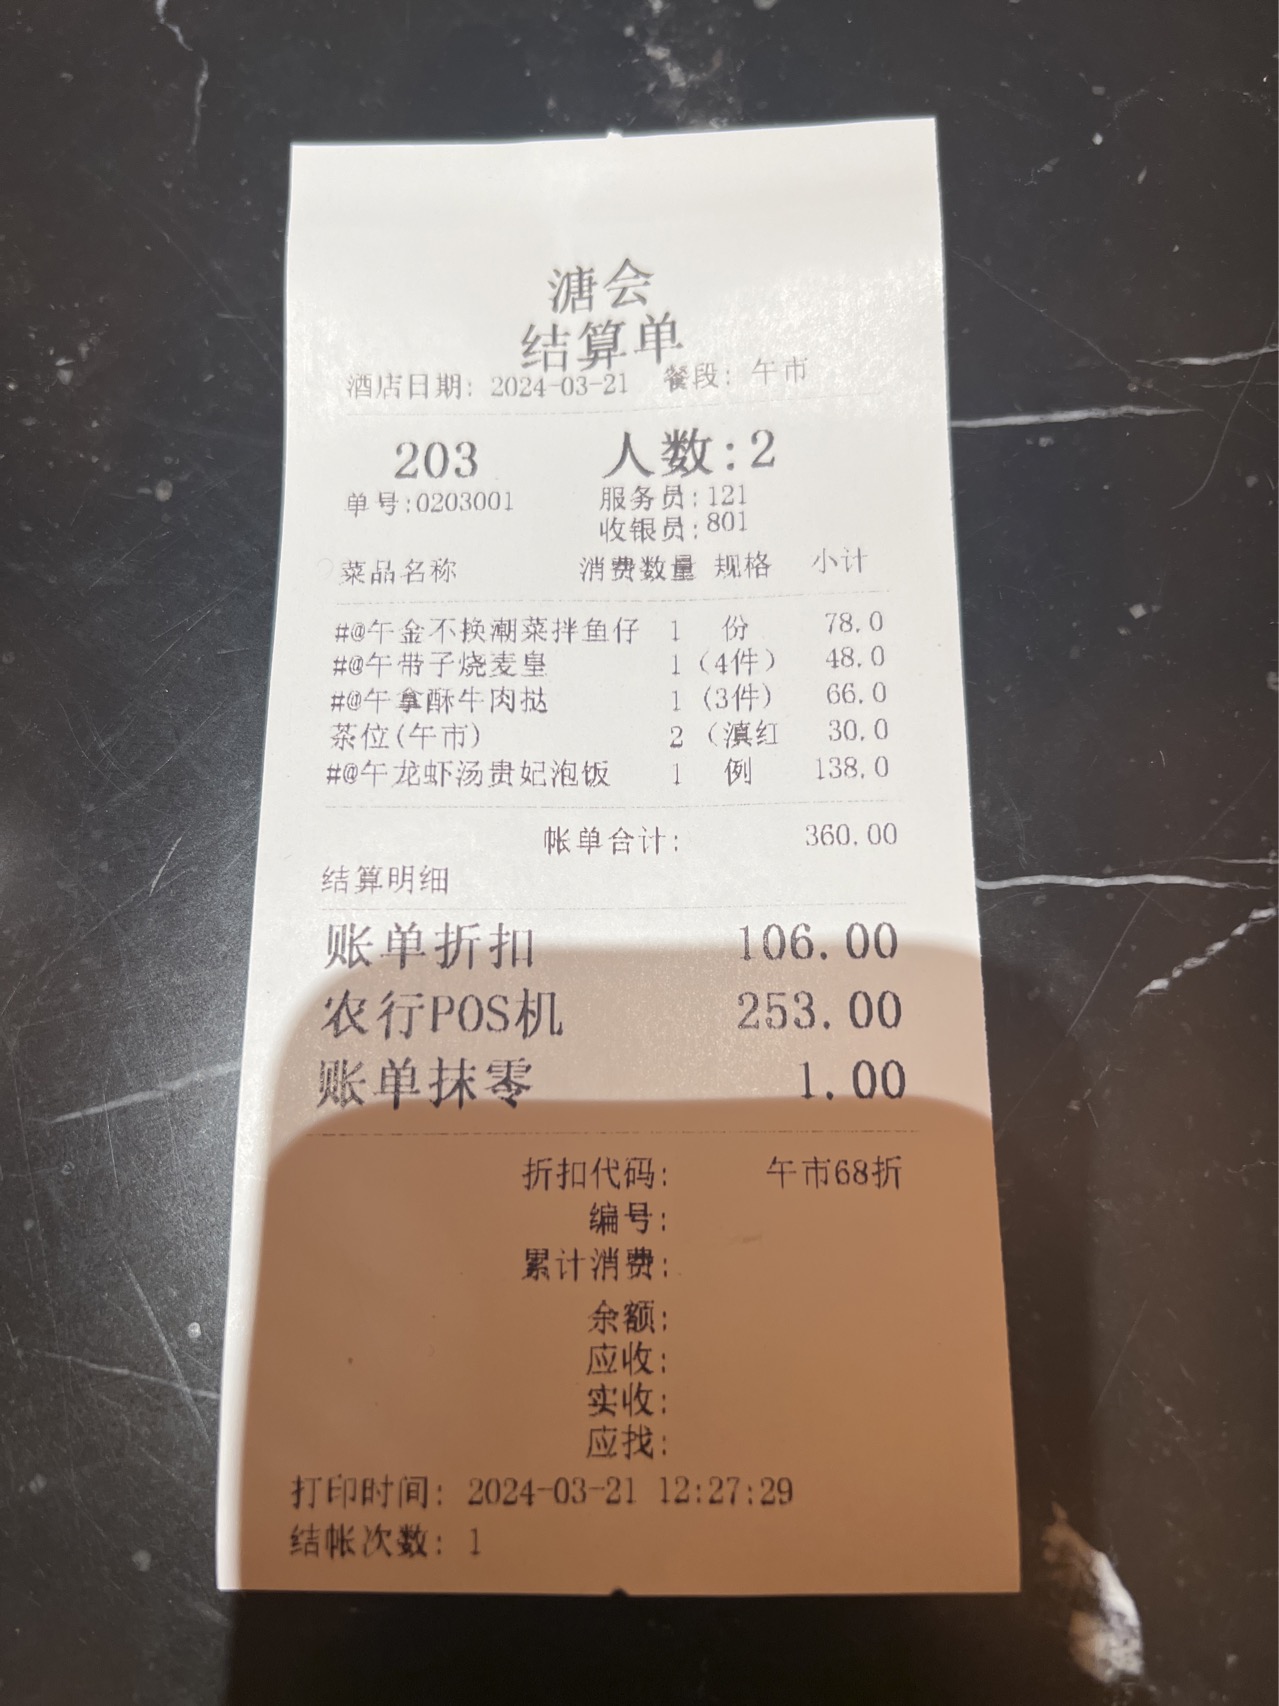 溏会
结算单
酒店日期: 2024-03-21 餐段: 午市
203 人数:2
单号:0203001 服务员:121
收银员:801
菜品名称 消费数量 规格 小计
#@午金不换潮菜拌鱼仔 1 份 78.0
#@午带子烧麦皇 1 (4件) 48.0
#@午拿酥牛肉挞 1 (3件) 66.0
茶位(午市) 2 (滇红 30.0
#@午龙虾汤贵妃泡饭 1 例 138.0
帐单合计: 360.00
结算明细
账单折扣 106.00
农行POS机 253.00
账单抹零 1.00
折扣代码: 午市68折
编号:
累计消费:
余额:
应收:
实收:
应找:
打印时间: 2024-03-21 12:27:29
结帐次数: 1